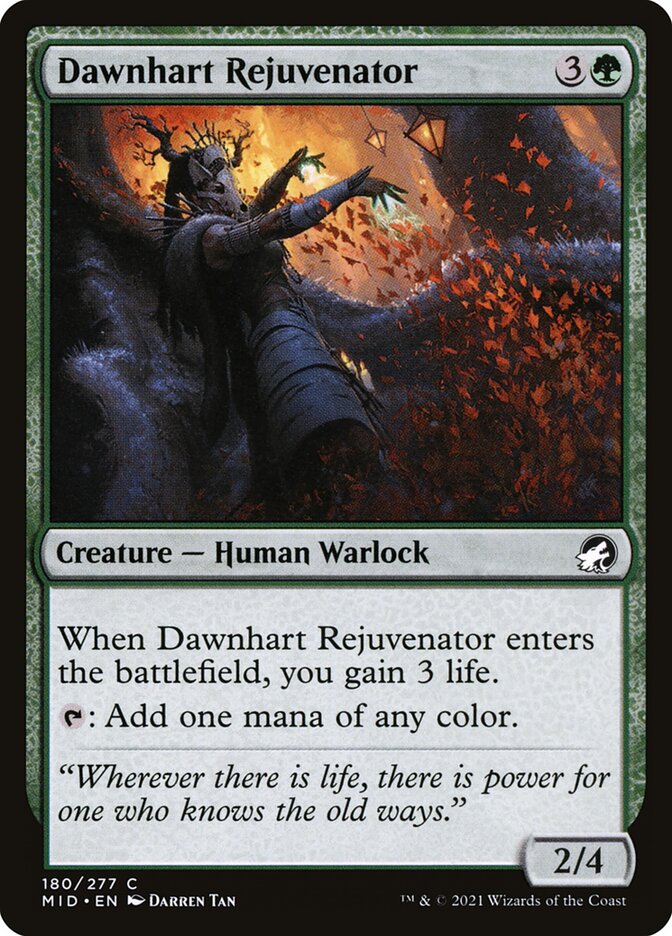 Dawnhart Rejuvenator 3
Creature — Human Warlock
When Dawnhart Rejuvenator enters
the battlefield, you gain 3 life.
: Add one mana of any color.
“Wherever there is life, there is power for
one who knows the old ways.”
2/4
180/277 C
MID • EN Darren Tan ™ & © 2021 Wizards of the Coast